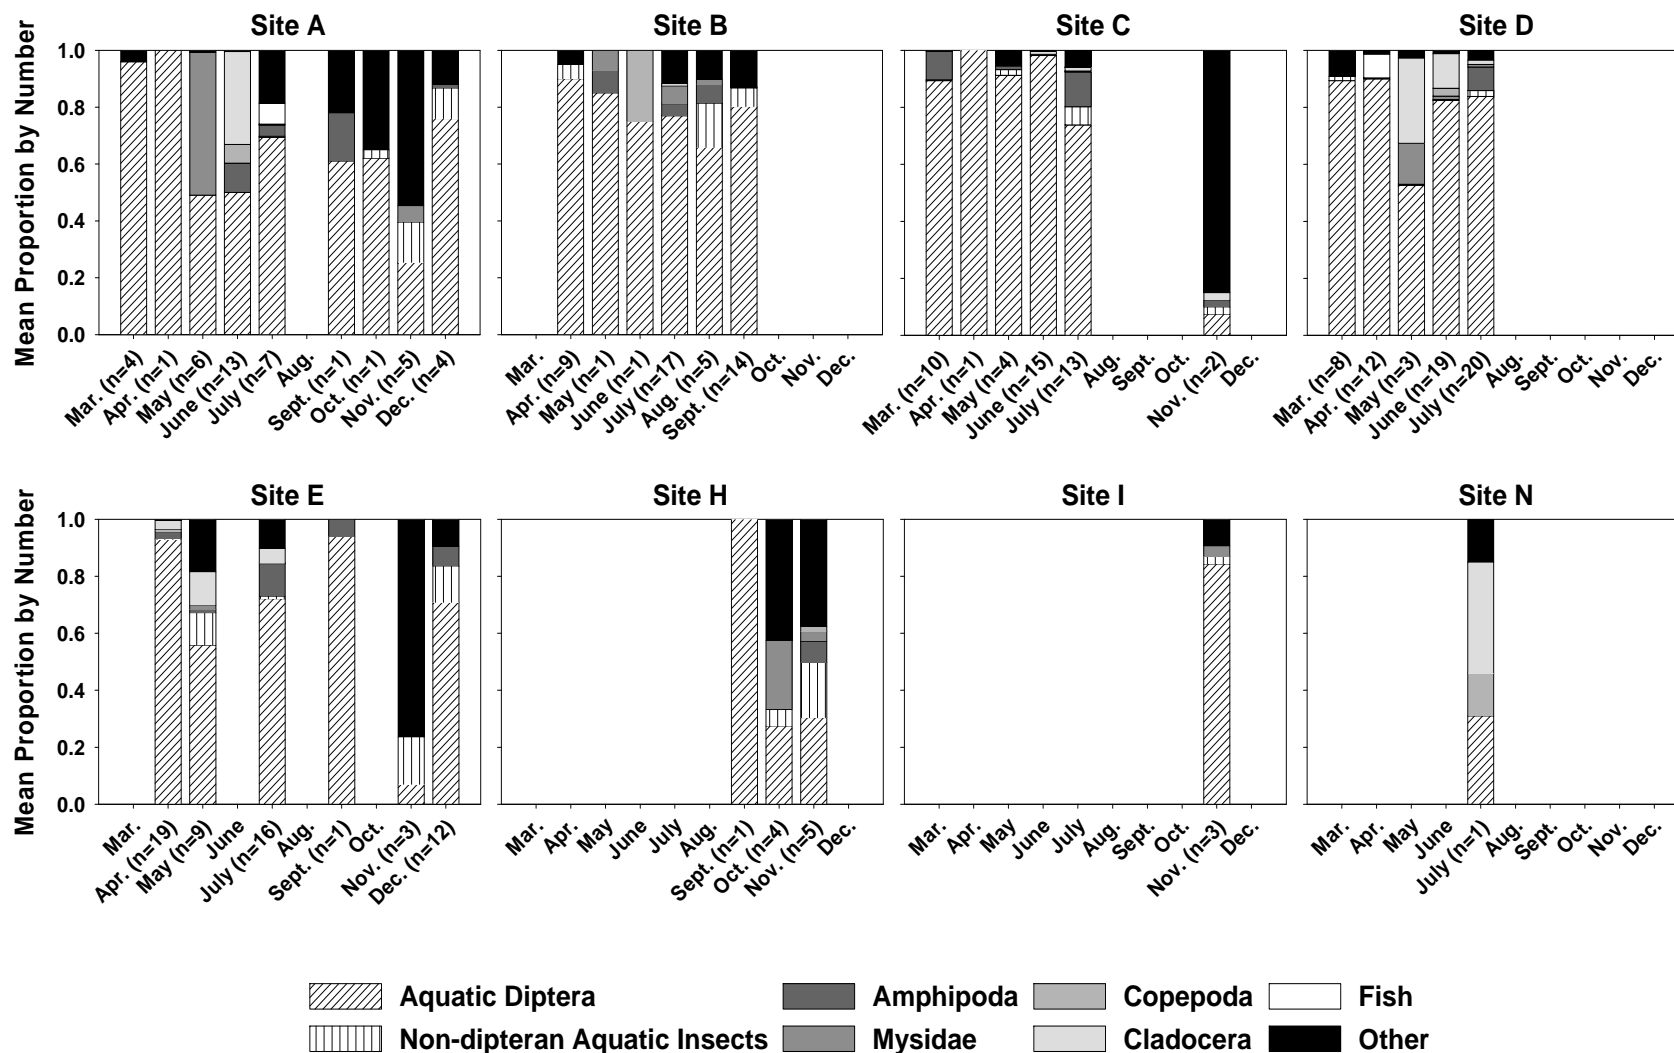 Site A
Site B
Site C
Site D
Mean Proportion by Number
1.0
0.8
0.6
0.4
0.2
0.0
Mar. (n=4)
Apr. (n=1)
May (n=6)
June (n=13)
July (n=7)
Aug.
Sept. (n=1)
Oct. (n=1)
Nov. (n=5)
Dec. (n=4)
Mar.
Apr. (n=9)
May (n=1)
June (n=1)
July (n=17)
Aug. (n=5)
Sept. (n=14)
Oct.
Nov.
Dec.
Mar. (n=10)
Apr. (n=1)
May (n=4)
June (n=15)
July (n=13)
Aug.
Sept.
Oct.
Nov. (n=2)
Dec.
Mar. (n=8)
Apr. (n=12)
May (n=3)
June (n=19)
July (n=20)
Aug.
Sept.
Oct.
Nov.
Dec.
Site E
Site H
Site I
Site N
Mean Proportion by Number
1.0
0.8
0.6
0.4
0.2
0.0
Mar.
Apr. (n=19)
May (n=9)
June
July (n=16)
Aug.
Sept. (n=1)
Oct.
Nov. (n=3)
Dec. (n=12)
Mar.
Apr.
May
June
July
Aug.
Sept. (n=1)
Oct. (n=4)
Nov. (n=5)
Dec.
Mar.
Apr.
May
June
July
Aug.
Sept.
Oct.
Nov. (n=3)
Dec.
Mar.
Apr.
May
June
July (n=1)
Aug.
Sept.
Oct.
Nov.
Dec.
Aquatic Diptera
Amphipoda
Copepoda
Fish
Non-dipteran Aquatic Insects
Mysidae
Cladocera
Other